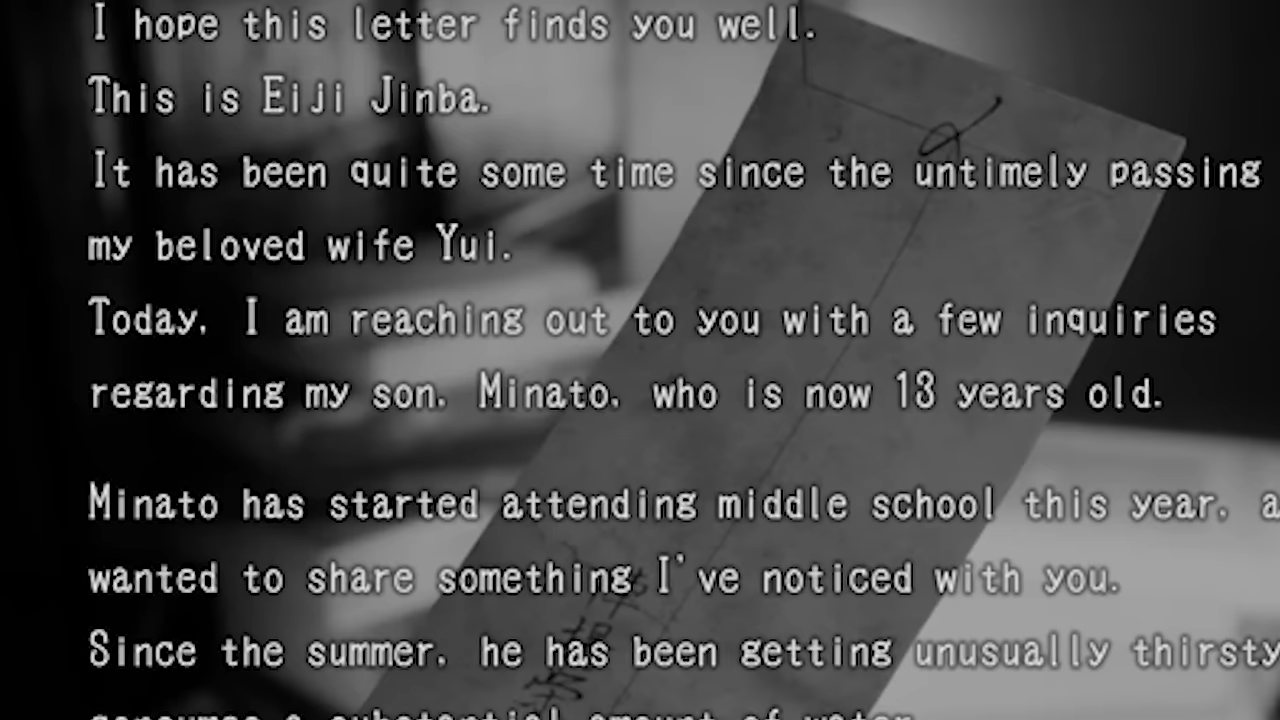 I hope this letter finds you well.
This is Eiji Jinba.
It has been quite some time since the untimely passing
my beloved wife Yui.
Today, I am reaching out to you with a few inquiries
regarding my son, Minato, who is now 13 years old.
Minato has started attending middle school this year,
wanted to share something I've noticed with you.
Since the summer, he has been getting unusually thirsty